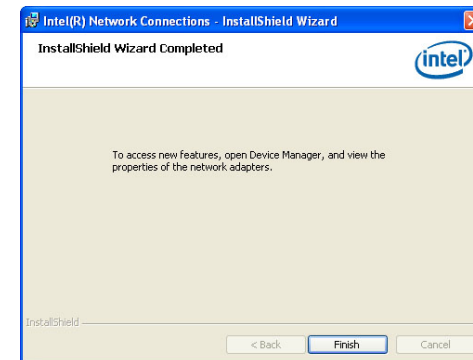 Intel(R) Network Connections - InstallShield Wizard
InstallShield Wizard Completed
intel
To access new features, open Device Manager, and view the
properties of the network adapters.
InstallShield
< Back
Finish
Cancel